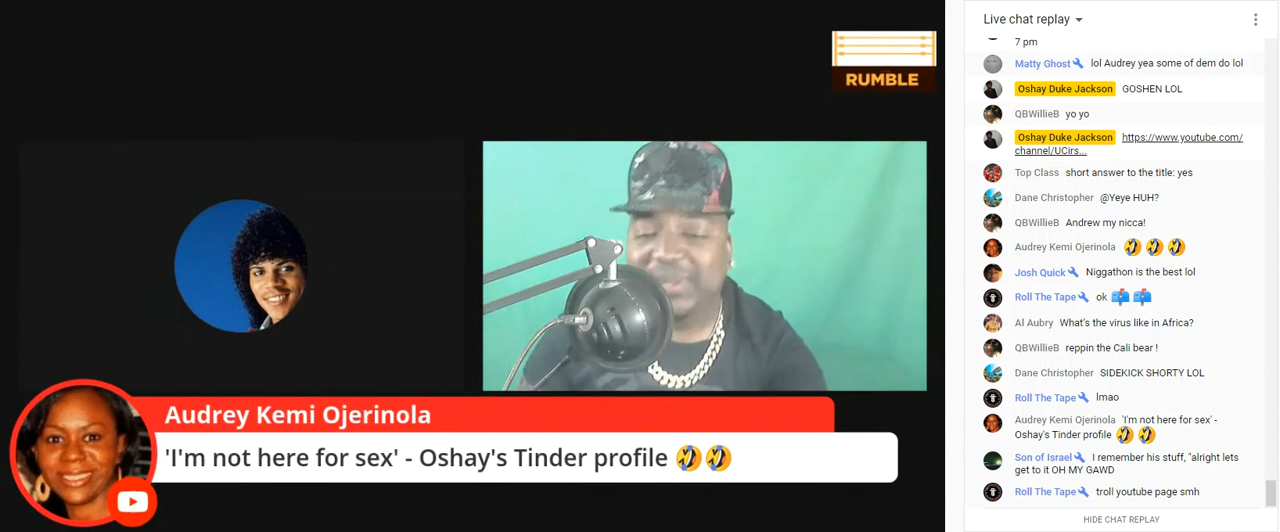 RUMBLE
Audrey Kemi Ojerinola
'I'm not here for sex' - Oshay's Tinder profile 🤣🤣
Live chat replay
7 pm
Matty Ghost lol Audrey yea some of dem do lol
Oshay Duke Jackson GOSHEN LOL
QBWillieB yo yo
Oshay Duke Jackson https://www.youtube.com/
channel/UCirs...
Top Class short answer to the title: yes
Dane Christopher @Yeye HUH?
QBWillieB Andrew my nicca!
Audrey Kemi Ojerinola 🤣🤣🤣
Josh Quick Niggathon is the best lol
Roll The Tape ok 📫📫
Al Aubry What's the virus like in Africa?
QBWillieB reppin the Cali bear !
Dane Christopher SIDEKICK SHORTY LOL
Roll The Tape lmao
Audrey Kemi Ojerinola 'I'm not here for sex' -
Oshay's Tinder profile 🤣🤣
Son of Israel I remember his stuff, "alright lets
get to it OH MY GAWD
Roll The Tape troll youtube page smh
HIDE CHAT REPLAY